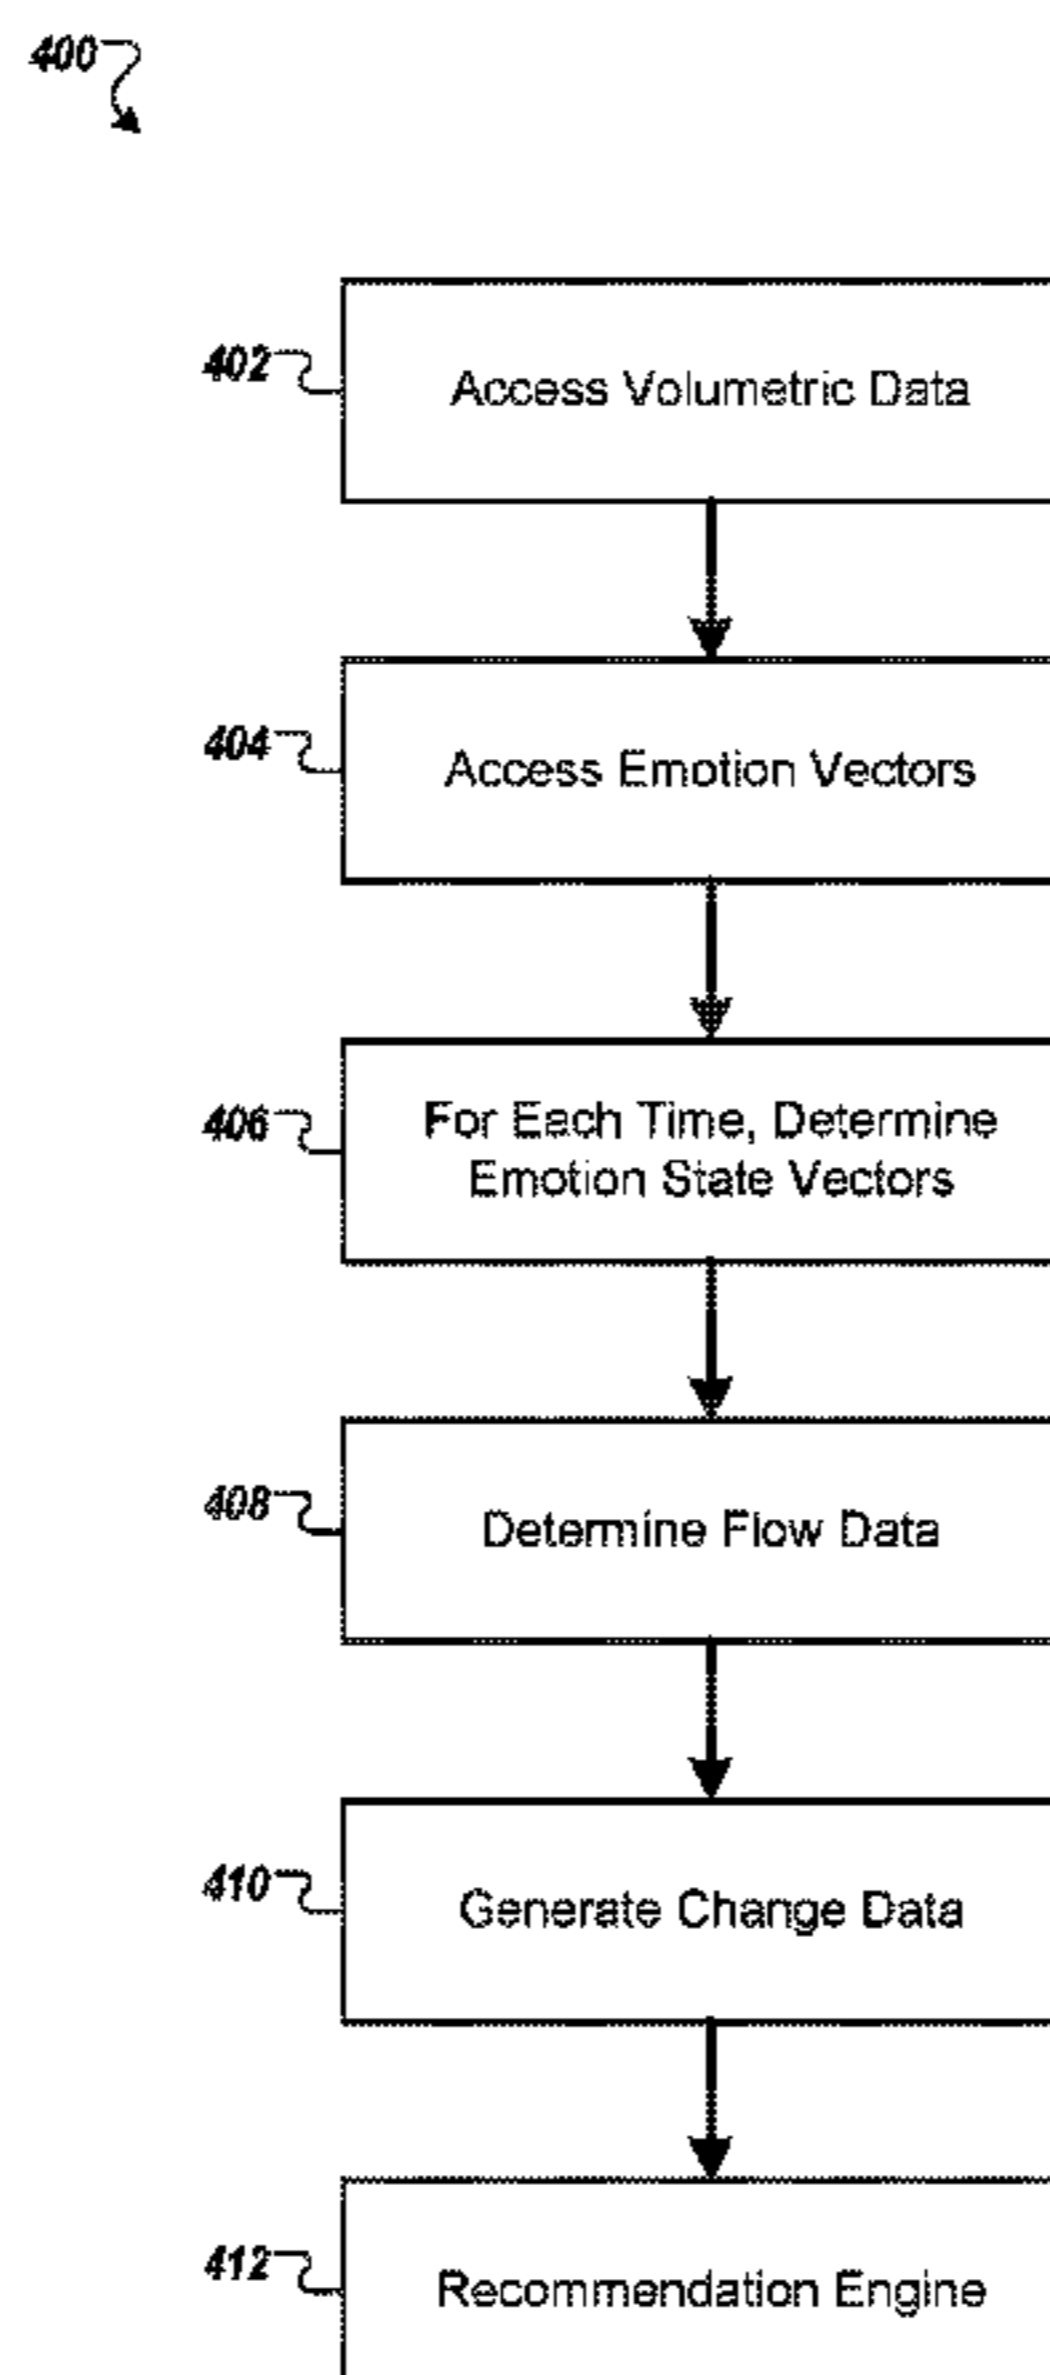 400
402
Access Volumetric Data
404
Access Emotion Vectors
406
For Each Time, Determine
Emotion State Vectors
408
Determine Flow Data
410
Generate Change Data
412
Recommendation Engine